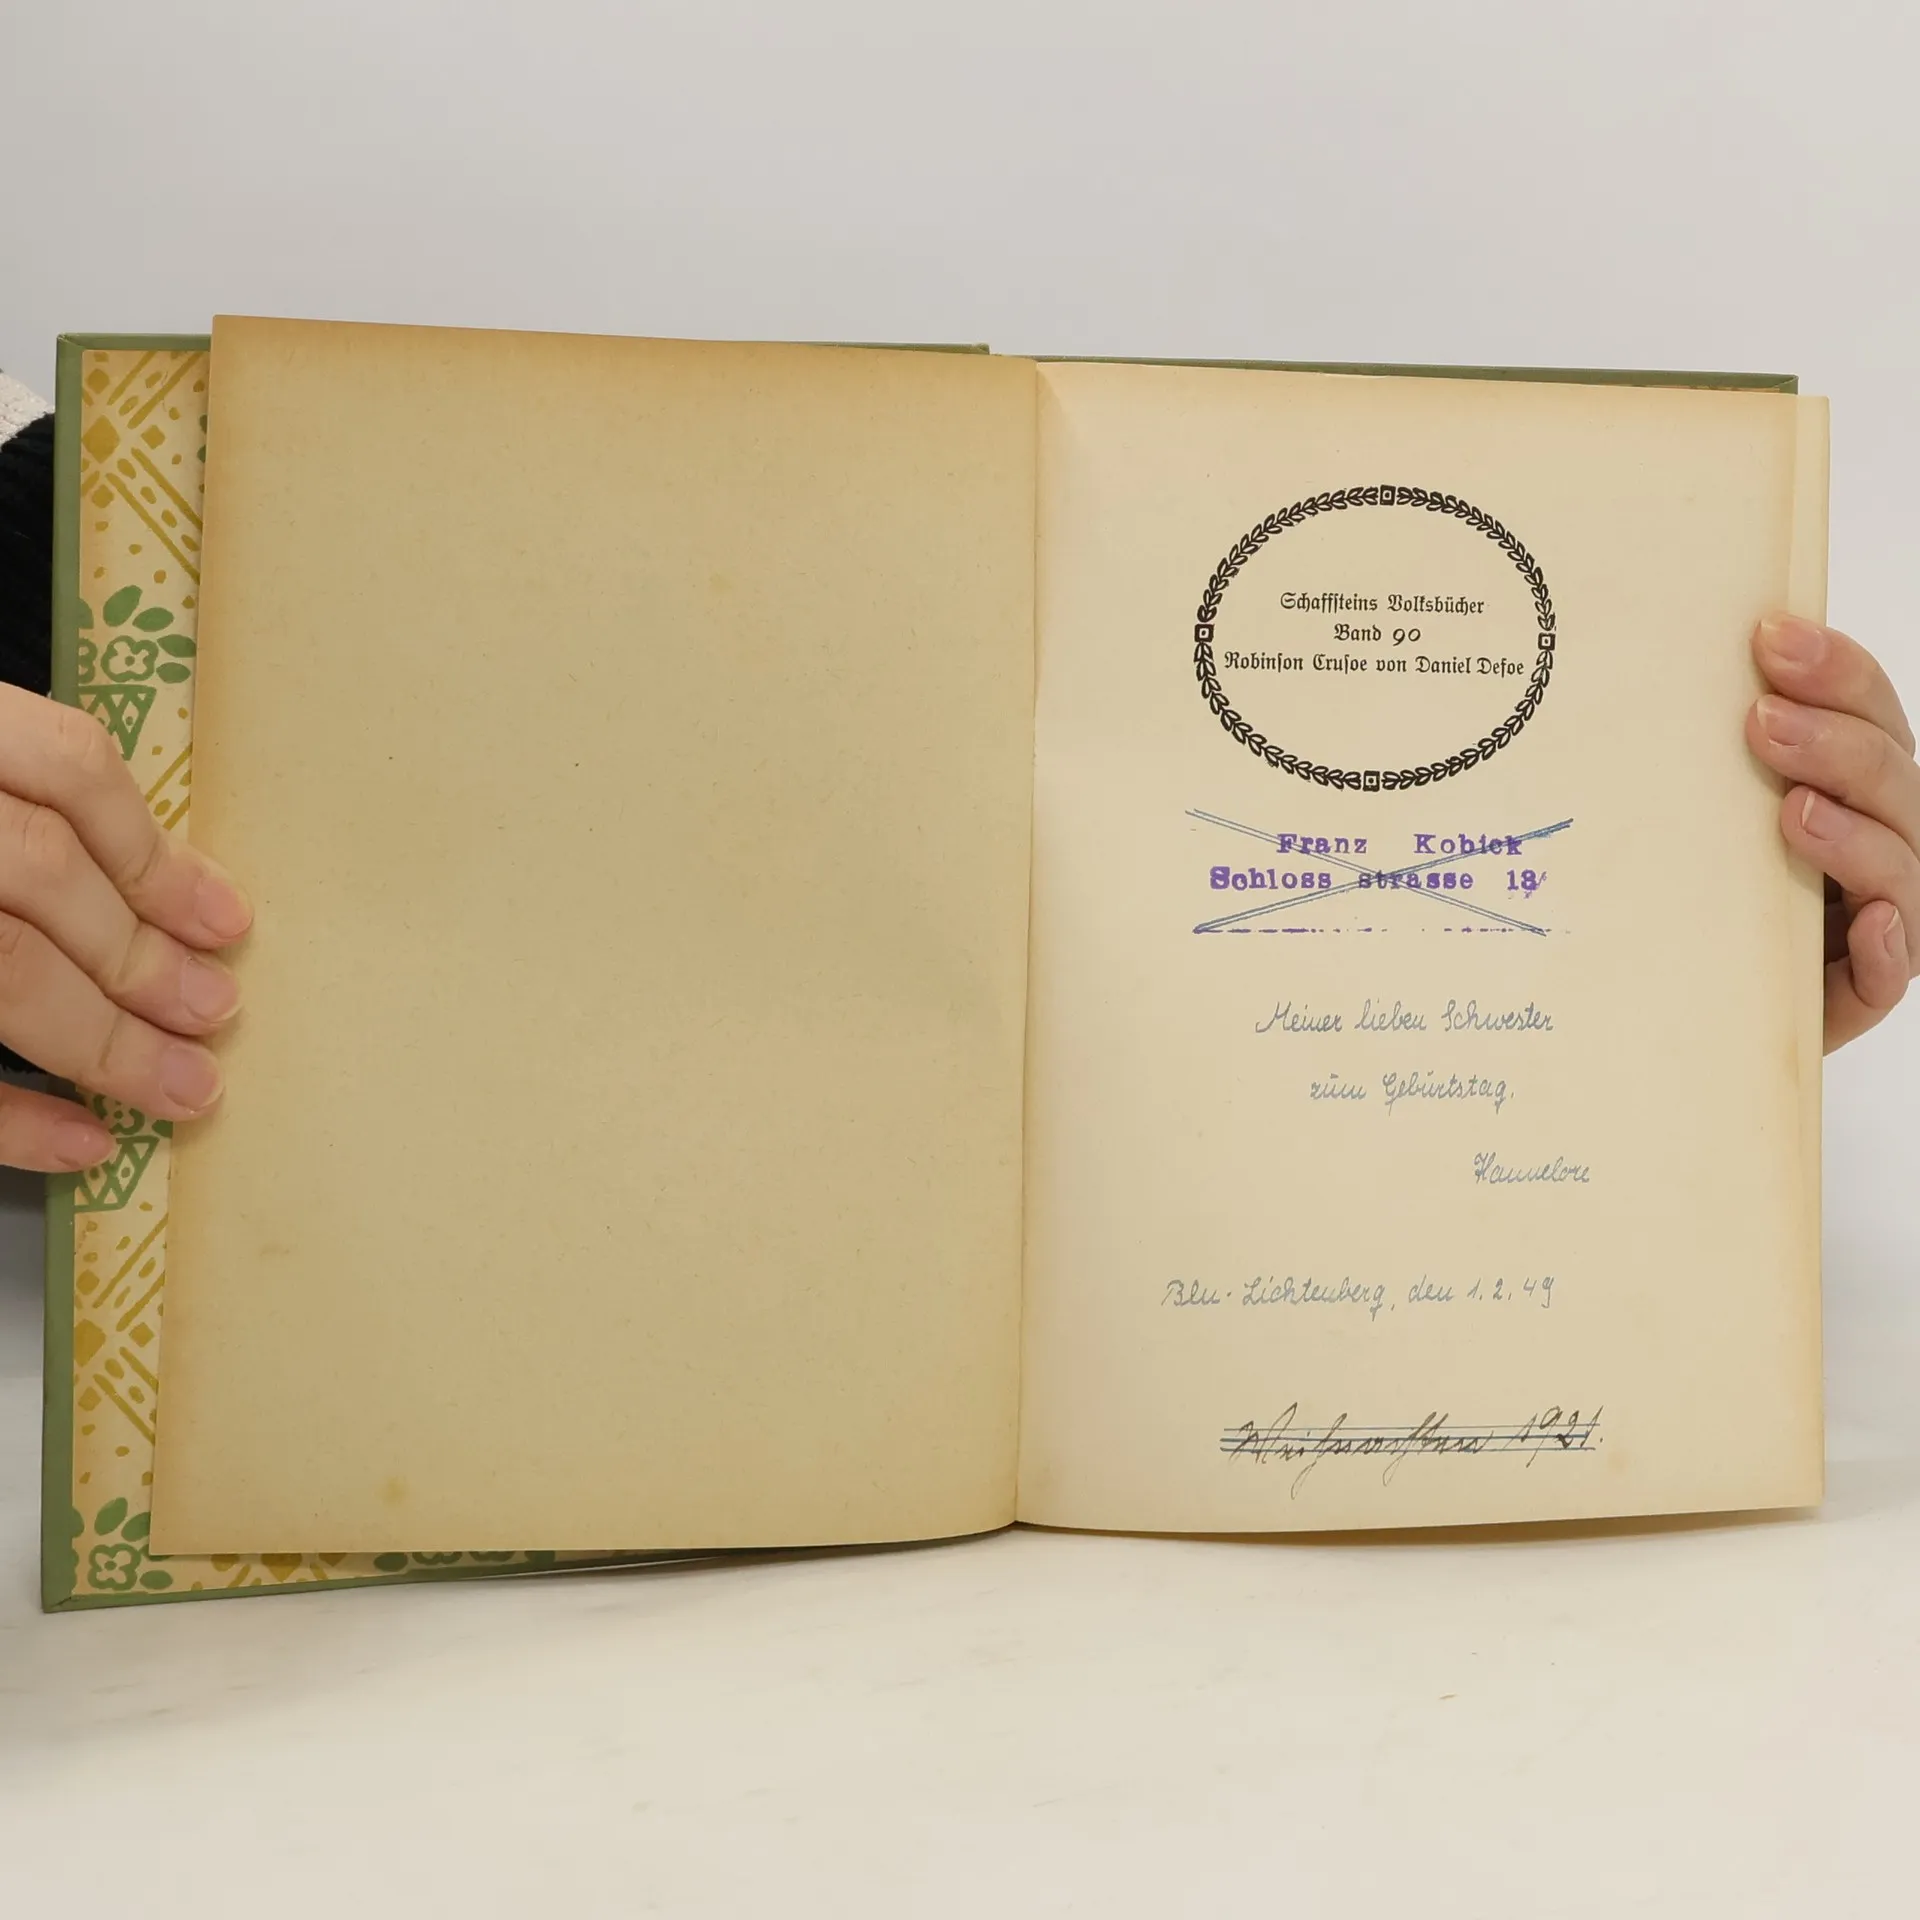 Schaffsteins Volksbücher
Band 90
Robinson Crusoe von Daniel Defoe
Franz Kobick
Schloss strasse 18
Meiner lieben Schwester
zum Geburtstag.
Hannelore
Bln.-Lichtenberg, den 1.2.49
Weihnachten 1921.